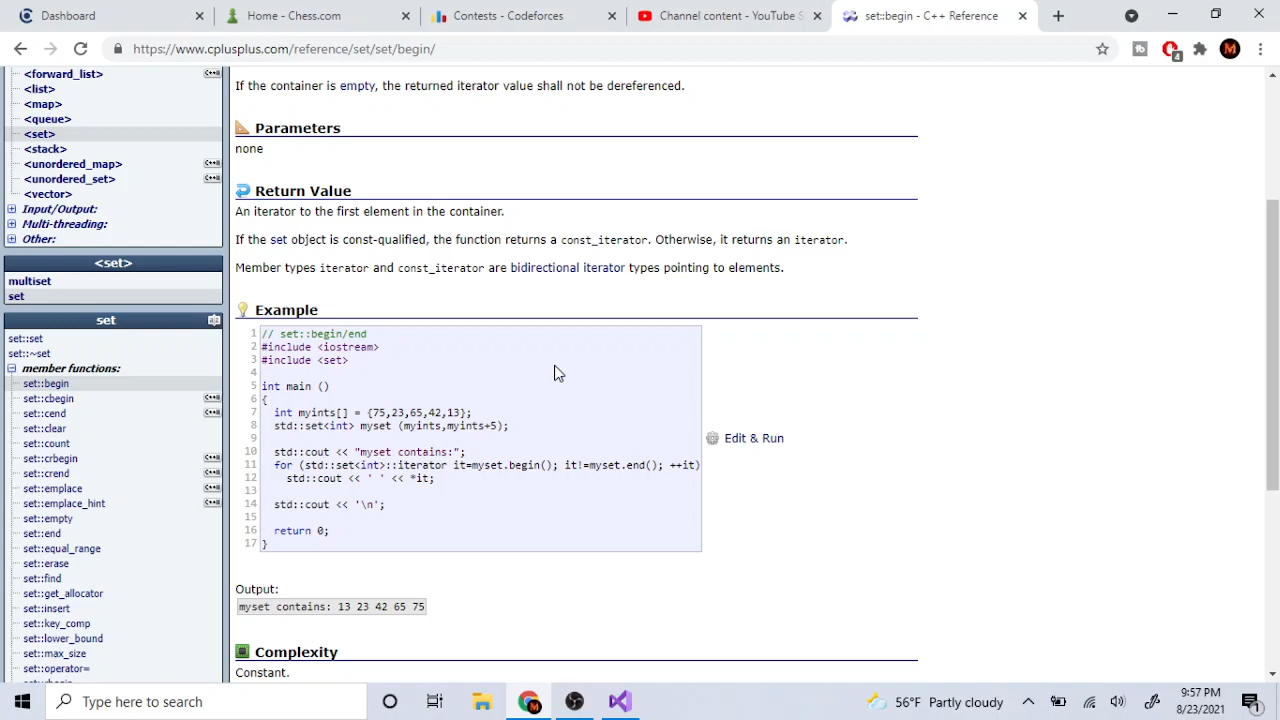 Dashboard
Home - Chess.com
Contests - Codeforces
Channel content - YouTube S
set::begin - C++ Reference
https://www.cplusplus.com/reference/set/set/begin/
4
M
<forward_list>
<list>
<map>
<queue>
<set>
<stack>
<unordered_map>
<unordered_set>
<vector>
Input/Output:
Multi-threading:
Other:
<set>
multiset
set
set
set::set
set::~set
member functions:
set::begin
set::cbegin
set::cend
set::clear
set::count
set::crbegin
set::crend
set::emplace
set::emplace_hint
set::empty
set::end
set::equal_range
set::erase
set::find
set::get_allocator
set::insert
set::key_comp
set::lower_bound
set::max_size
set::operator=
If the container is empty, the returned iterator value shall not be dereferenced.
Parameters
none
Return Value
An iterator to the first element in the container.
If the set object is const-qualified, the function returns a const_iterator. Otherwise, it returns an iterator.
Member types iterator and const_iterator are bidirectional iterator types pointing to elements.
Example
1 // set::begin/end
2 #include <iostream>
3 #include <set>
4
5 int main ()
6 {
7 int myints[] = {75,23,65,42,13};
8 std::set<int> myset (myints,myints+5);
9
10 std::cout << "myset contains:";
11 for (std::set<int>::iterator it=myset.begin(); it!=myset.end(); ++it)
12 std::cout << ' ' << *it;
13
14 std::cout << '\n';
15
16 return 0;
17 }
Edit & Run
Output:
myset contains: 13 23 42 65 75
Complexity
Constant.
Type here to search
M
56°F Partly cloudy
9:57 PM
8/23/2021
1